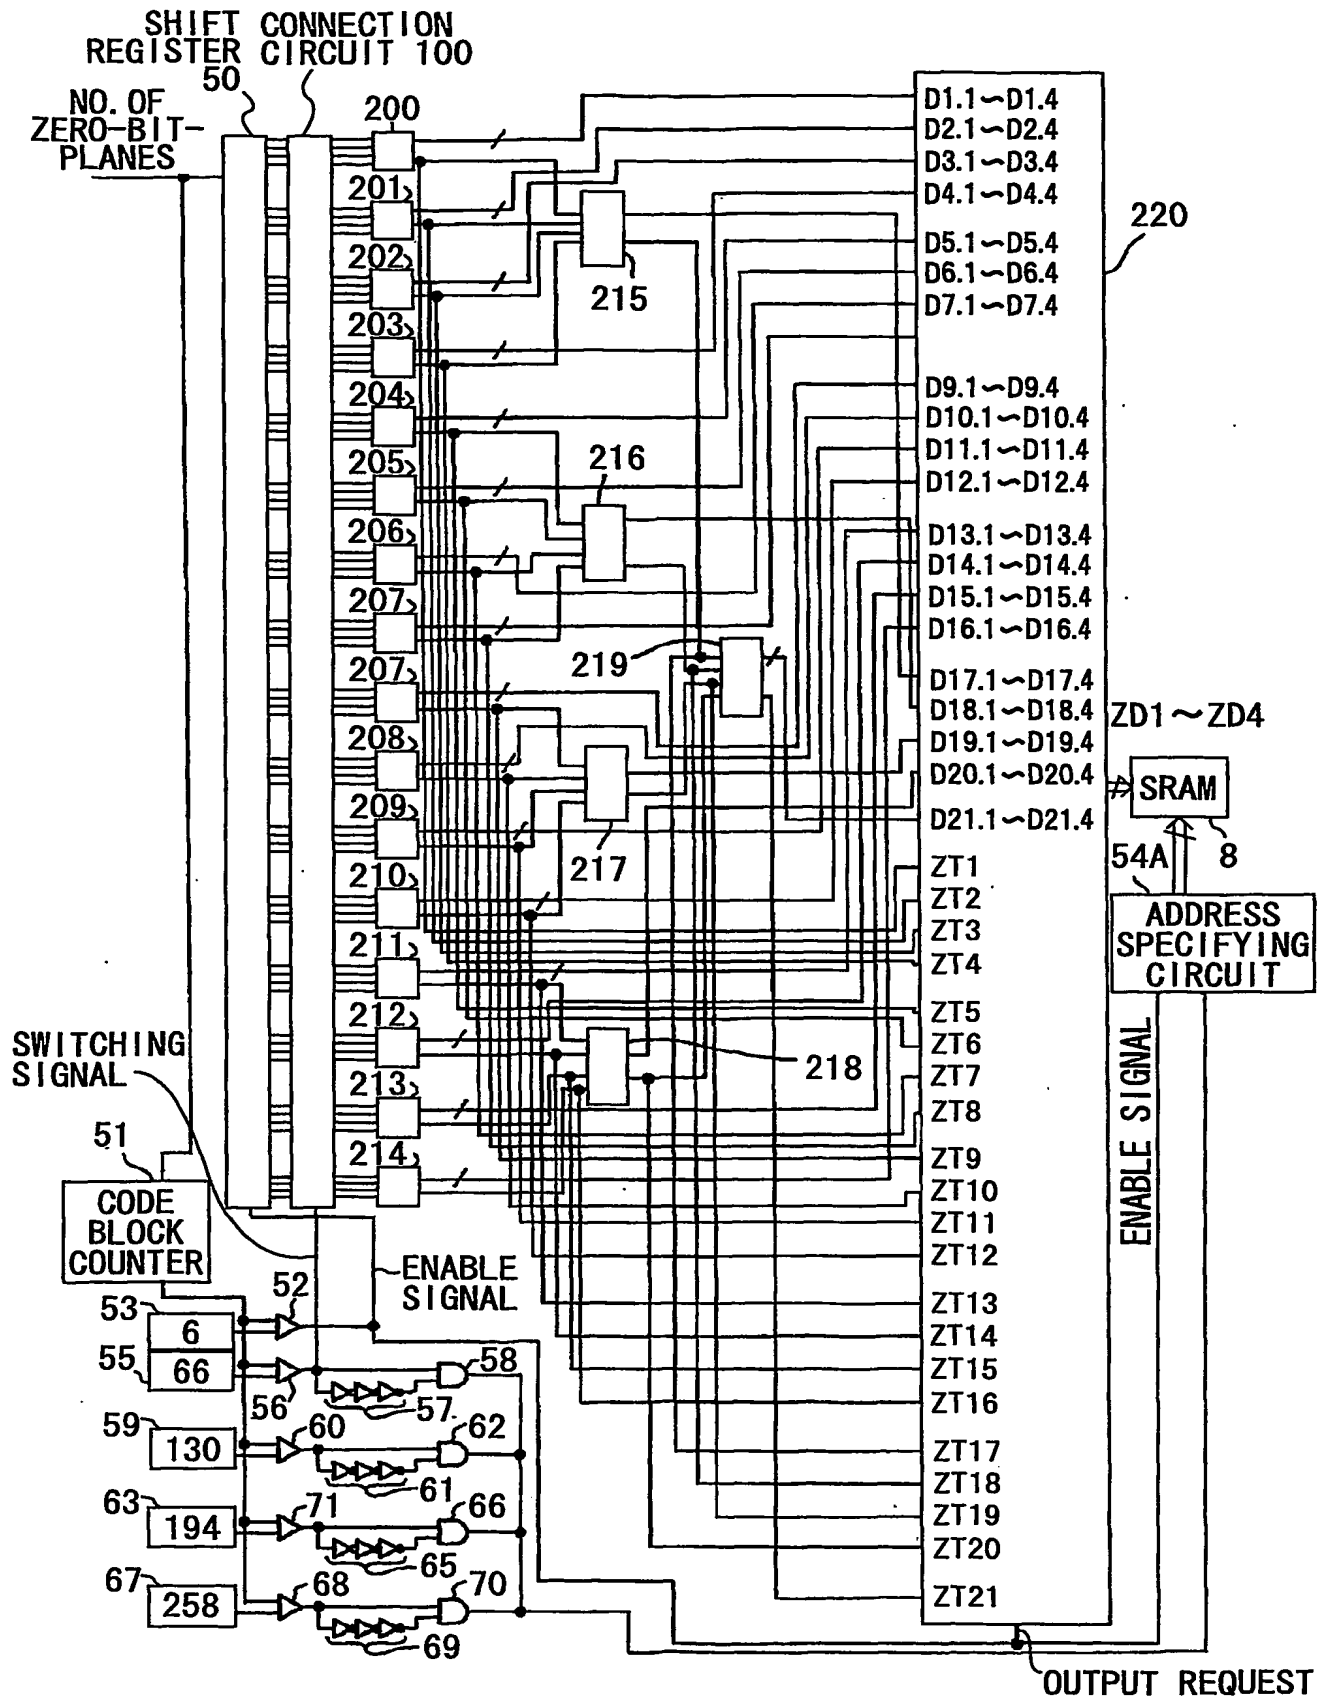 SHIFT CONNECTION
REGISTER CIRCUIT 100
50
NO. OF
ZERO-BIT-
PLANES
200
201
202
203
204
205
206
207
207
208
209
210
211
212
213
214
215
216
217
218
219
220
D1.1~D1.4
D2.1~D2.4
D3.1~D3.4
D4.1~D4.4
D5.1~D5.4
D6.1~D6.4
D7.1~D7.4
D9.1~D9.4
D10.1~D10.4
D11.1~D11.4
D12.1~D12.4
D13.1~D13.4
D14.1~D14.4
D15.1~D15.4
D16.1~D16.4
D17.1~D17.4
D18.1~D18.4
D19.1~D19.4
D20.1~D20.4
D21.1~D21.4
ZT1
ZT2
ZT3
ZT4
ZT5
ZT6
ZT7
ZT8
ZT9
ZT10
ZT11
ZT12
ZT13
ZT14
ZT15
ZT16
ZT17
ZT18
ZT19
ZT20
ZT21
ZD1~ZD4
SRAM
8
54A
ADDRESS
SPECIFYING
CIRCUIT
ENABLE SIGNAL
OUTPUT REQUEST
SWITCHING
SIGNAL
51
CODE
BLOCK
COUNTER
ENABLE
SIGNAL
52
53
6
55
66
56
57
58
59
130
60
61
62
63
194
71
65
66
67
258
68
69
70